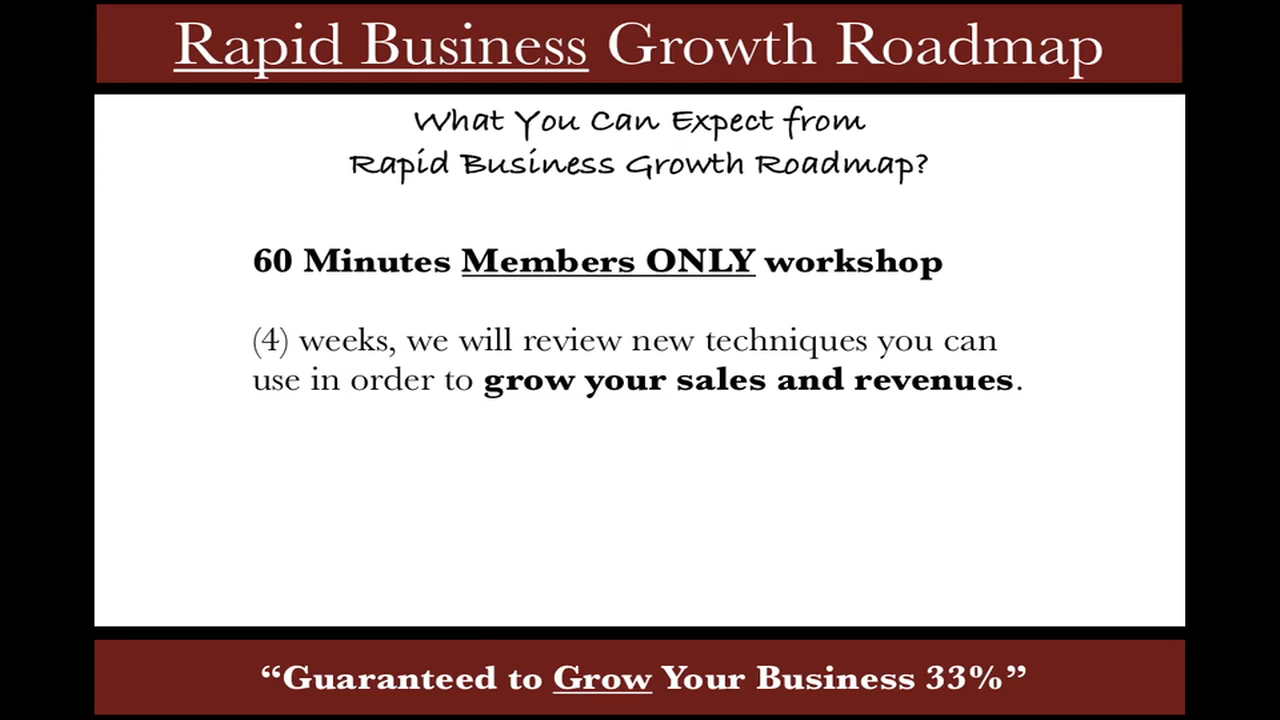 Rapid Business Growth Roadmap
What You Can Expect from
Rapid Business Growth Roadmap?
60 Minutes Members ONLY workshop
(4) weeks, we will review new techniques you can
use in order to grow your sales and revenues.
“Guaranteed to Grow Your Business 33%”